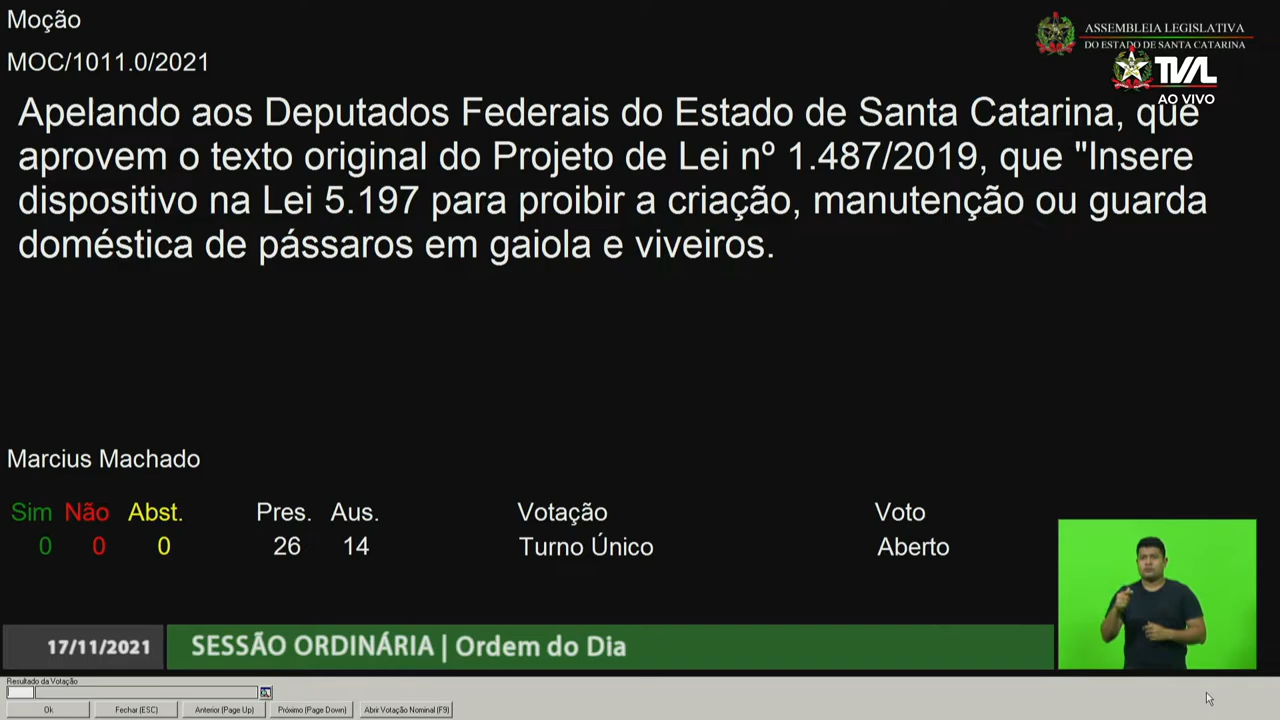 Moção
ASSEMBLEIA LEGISLATIVA
DO ESTADO DE SANTA CATARINA
MOC/1011.0/2021
TVAL
AO VIVO
Apelando aos Deputados Federais do Estado de Santa Catarina, que
aprovem o texto original do Projeto de Lei nº 1.487/2019, que "Insere
dispositivo na Lei 5.197 para proibir a criação, manutenção ou guarda
doméstica de pássaros em gaiola e viveiros.
Marcius Machado
Sim Não Abst. Pres. Aus. Votação Voto
0 0 0 26 14 Turno Único Aberto
17/11/2021 SESSÃO ORDINÁRIA | Ordem do Dia
Resultado da Votação
Ok Fechar (ESC) Anterior (Page Up) Próximo (Page Down) Abrir Votação Nominal (F9)